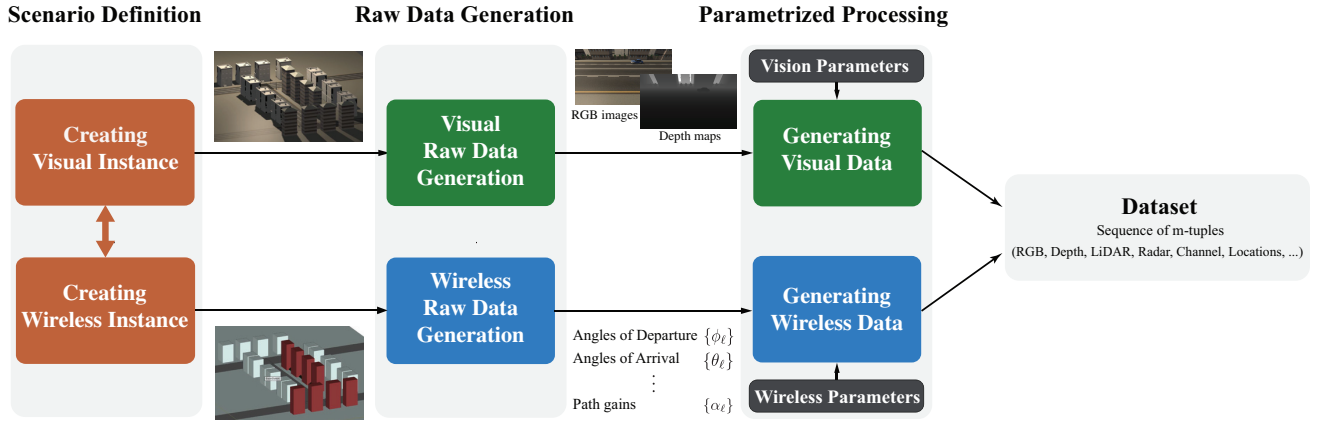 Scenario Definition
Raw Data Generation
Parametrized Processing
Creating
Visual Instance
Creating
Wireless Instance
Visual
Raw Data
Generation
Wireless
Raw Data
Generation
RGB images
Depth maps
Angles of Departure {ϕℓ}
Angles of Arrival {θℓ}
⋮
Path gains {αℓ}
Vision Parameters
Generating
Visual Data
Generating
Wireless Data
Wireless Parameters
Dataset
Sequence of m-tuples
(RGB, Depth, LiDAR, Radar, Channel, Locations, ...)